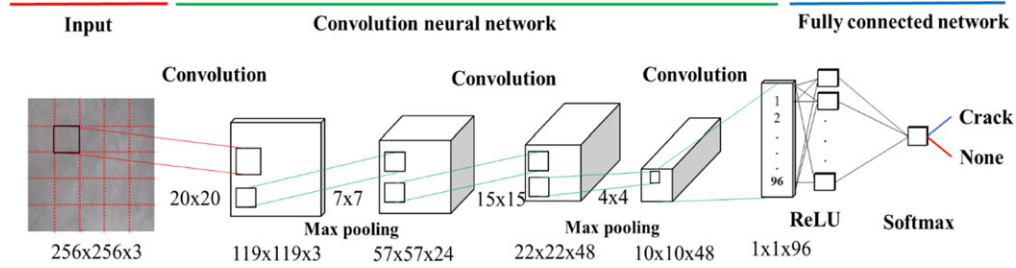 Input
Convolution neural network
Fully connected network
Convolution
Convolution
Convolution
1
2
.
.
.
.
96
.
.
.
Crack
None
20x20
7x7
15x15
4x4
Max pooling
Max pooling
ReLU
Softmax
256x256x3
119x119x3
57x57x24
22x22x48
10x10x48
1x1x96